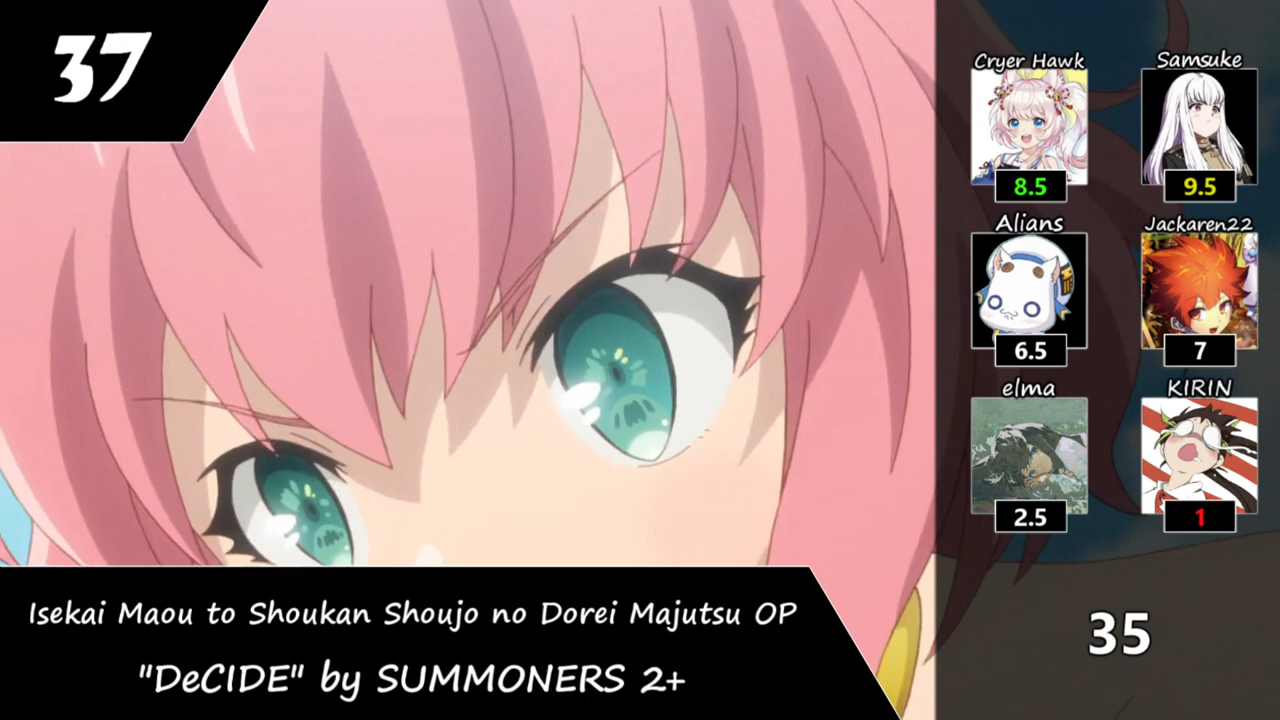 37
Cryer Hawk
Samsuke
8.5
9.5
Alians
Jackaren22
6.5
7
elma
KIRIN
2.5
1
35
Isekai Maou to Shoukan Shoujo no Dorei Majutsu OP
"DeCIDE" by SUMMONERS 2+